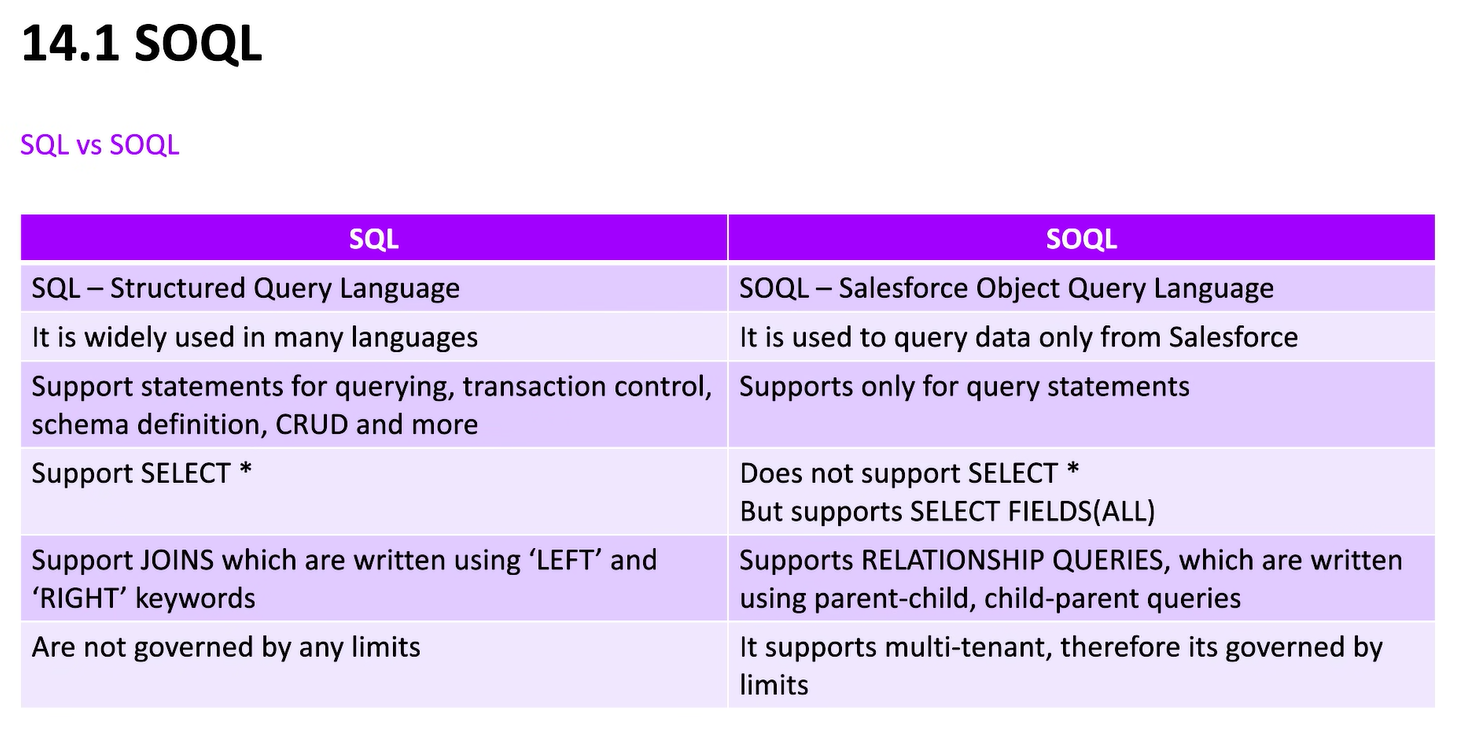 14.1 SOQL
SQL vs SOQL
SQL
SOQL
SQL – Structured Query Language
SOQL – Salesforce Object Query Language
It is widely used in many languages
It is used to query data only from Salesforce
Support statements for querying, transaction control,
schema definition, CRUD and more
Supports only for query statements
Support SELECT *
Does not support SELECT *
But supports SELECT FIELDS(ALL)
Support JOINS which are written using ‘LEFT’ and
‘RIGHT’ keywords
Supports RELATIONSHIP QUERIES, which are written
using parent-child, child-parent queries
Are not governed by any limits
It supports multi-tenant, therefore its governed by
limits